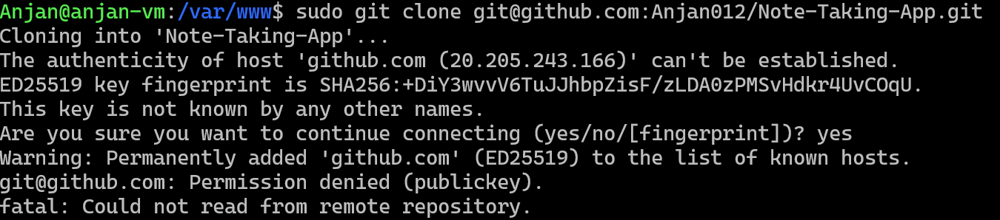 Anjan@anjan-vm:/var/www$ sudo git clone git@github.com:Anjan012/Note-Taking-App.git
Cloning into 'Note-Taking-App'...
The authenticity of host 'github.com (20.205.243.166)' can't be established.
ED25519 key fingerprint is SHA256:+DiY3wvvV6TuJJhbpZisF/zLDA0zPMSvHdkr4UvCOqU.
This key is not known by any other names.
Are you sure you want to continue connecting (yes/no/[fingerprint])? yes
Warning: Permanently added 'github.com' (ED25519) to the list of known hosts.
git@github.com: Permission denied (publickey).
fatal: Could not read from remote repository.